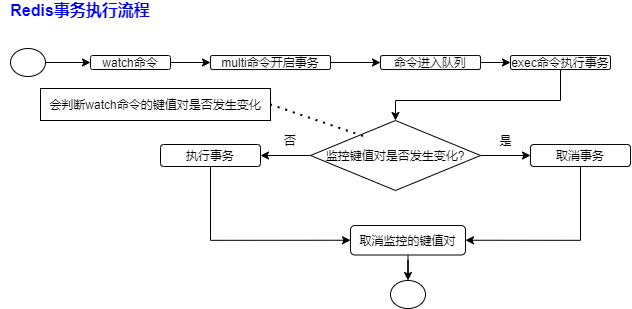 Redis事务执行流程
watch命令
multi命令开启事务
命令进入队列
exec命令执行事务
会判断watch命令的键值对是否发生变化
否
是
执行事务
监控键值对是否发生变化?
取消事务
取消监控的键值对